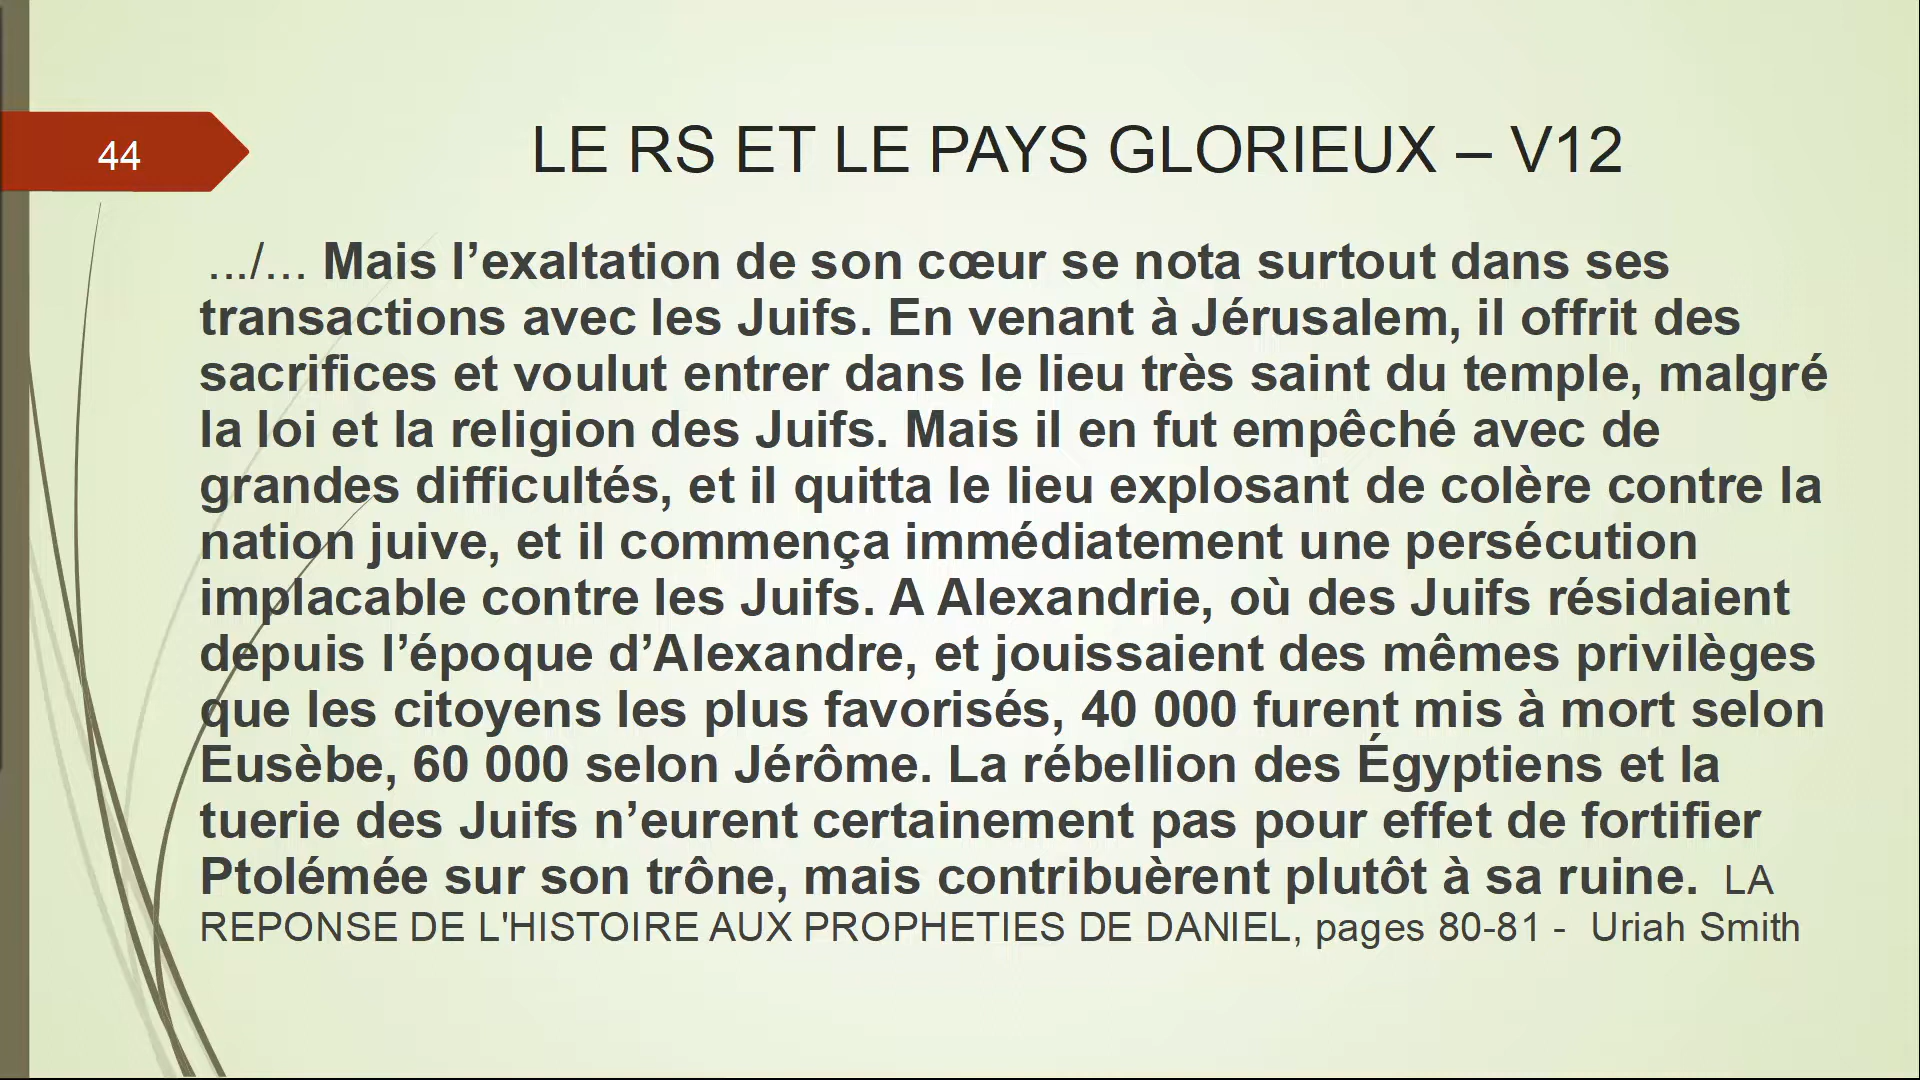 44
LE RS ET LE PAYS GLORIEUX – V12
.../... Mais l’exaltation de son cœur se nota surtout dans ses
transactions avec les Juifs. En venant à Jérusalem, il offrit des
sacrifices et voulut entrer dans le lieu très saint du temple, malgré
la loi et la religion des Juifs. Mais il en fut empêché avec de
grandes difficultés, et il quitta le lieu explosant de colère contre la
nation juive, et il commença immédiatement une persécution
implacable contre les Juifs. A Alexandrie, où des Juifs résidaient
depuis l’époque d’Alexandre, et jouissaient des mêmes privilèges
que les citoyens les plus favorisés, 40 000 furent mis à mort selon
Eusèbe, 60 000 selon Jérôme. La rébellion des Égyptiens et la
tuerie des Juifs n’eurent certainement pas pour effet de fortifier
Ptolémée sur son trône, mais contribuèrent plutôt à sa ruine. LA
REPONSE DE L'HISTOIRE AUX PROPHETIES DE DANIEL, pages 80-81 - Uriah Smith